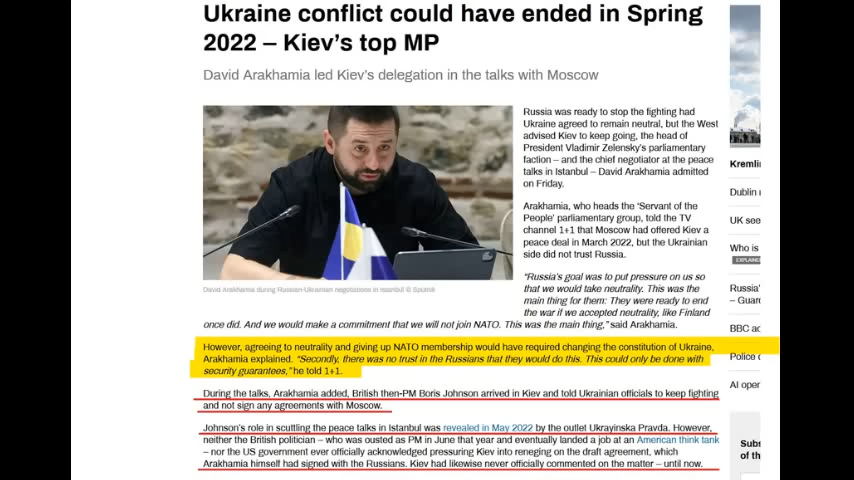 Ukraine conflict could have ended in Spring
2022 – Kiev's top MP
David Arakhamia led Kiev's delegation in the talks with Moscow
David Arakhamia during Russian-Ukrainian negotiations in Istanbul © Sputnik
Russia was ready to stop the fighting had
Ukraine agreed to remain neutral, but the West
advised Kiev to keep going, the head of
President Vladimir Zelensky's parliamentary
faction – and the chief negotiator at the peace
talks in Istanbul – David Arakhamia admitted
on Friday.
Arakhamia, who heads the 'Servant of the
People' parliamentary group, told the TV
channel 1+1 that Moscow had offered Kiev a
peace deal in March 2022, but the Ukrainian
side did not trust Russia.
"Russia's goal was to put pressure on us so
that we would take neutrality. This was the
main thing for them: They were ready to end
the war if we accepted neutrality, like Finland
once did. And we would make a commitment that we will not join NATO. This was the main thing," said Arakhamia.
However, agreeing to neutrality and giving up NATO membership would have required changing the constitution of Ukraine,
Arakhamia explained. "Secondly, there was no trust in the Russians that they would do this. This could only be done with
security guarantees," he told 1+1.
During the talks, Arakhamia added, British then-PM Boris Johnson arrived in Kiev and told Ukrainian officials to keep fighting
and not sign any agreements with Moscow.
Johnson's role in scuttling the peace talks in Istanbul was revealed in May 2022 by the outlet Ukrayinska Pravda. However,
neither the British politician – who was ousted as PM in June that year and eventually landed a job at an American think tank
– nor the US government ever officially acknowledged pressuring Kiev into reneging on the draft agreement, which
Arakhamia himself had signed with the Russians. Kiev had likewise never officially commented on the matter – until now.
Kremli
Dublin
UK see
Who is
EXPLAINE
Russia'
– Guar
BBC
Police
AI oper
Subs
of th